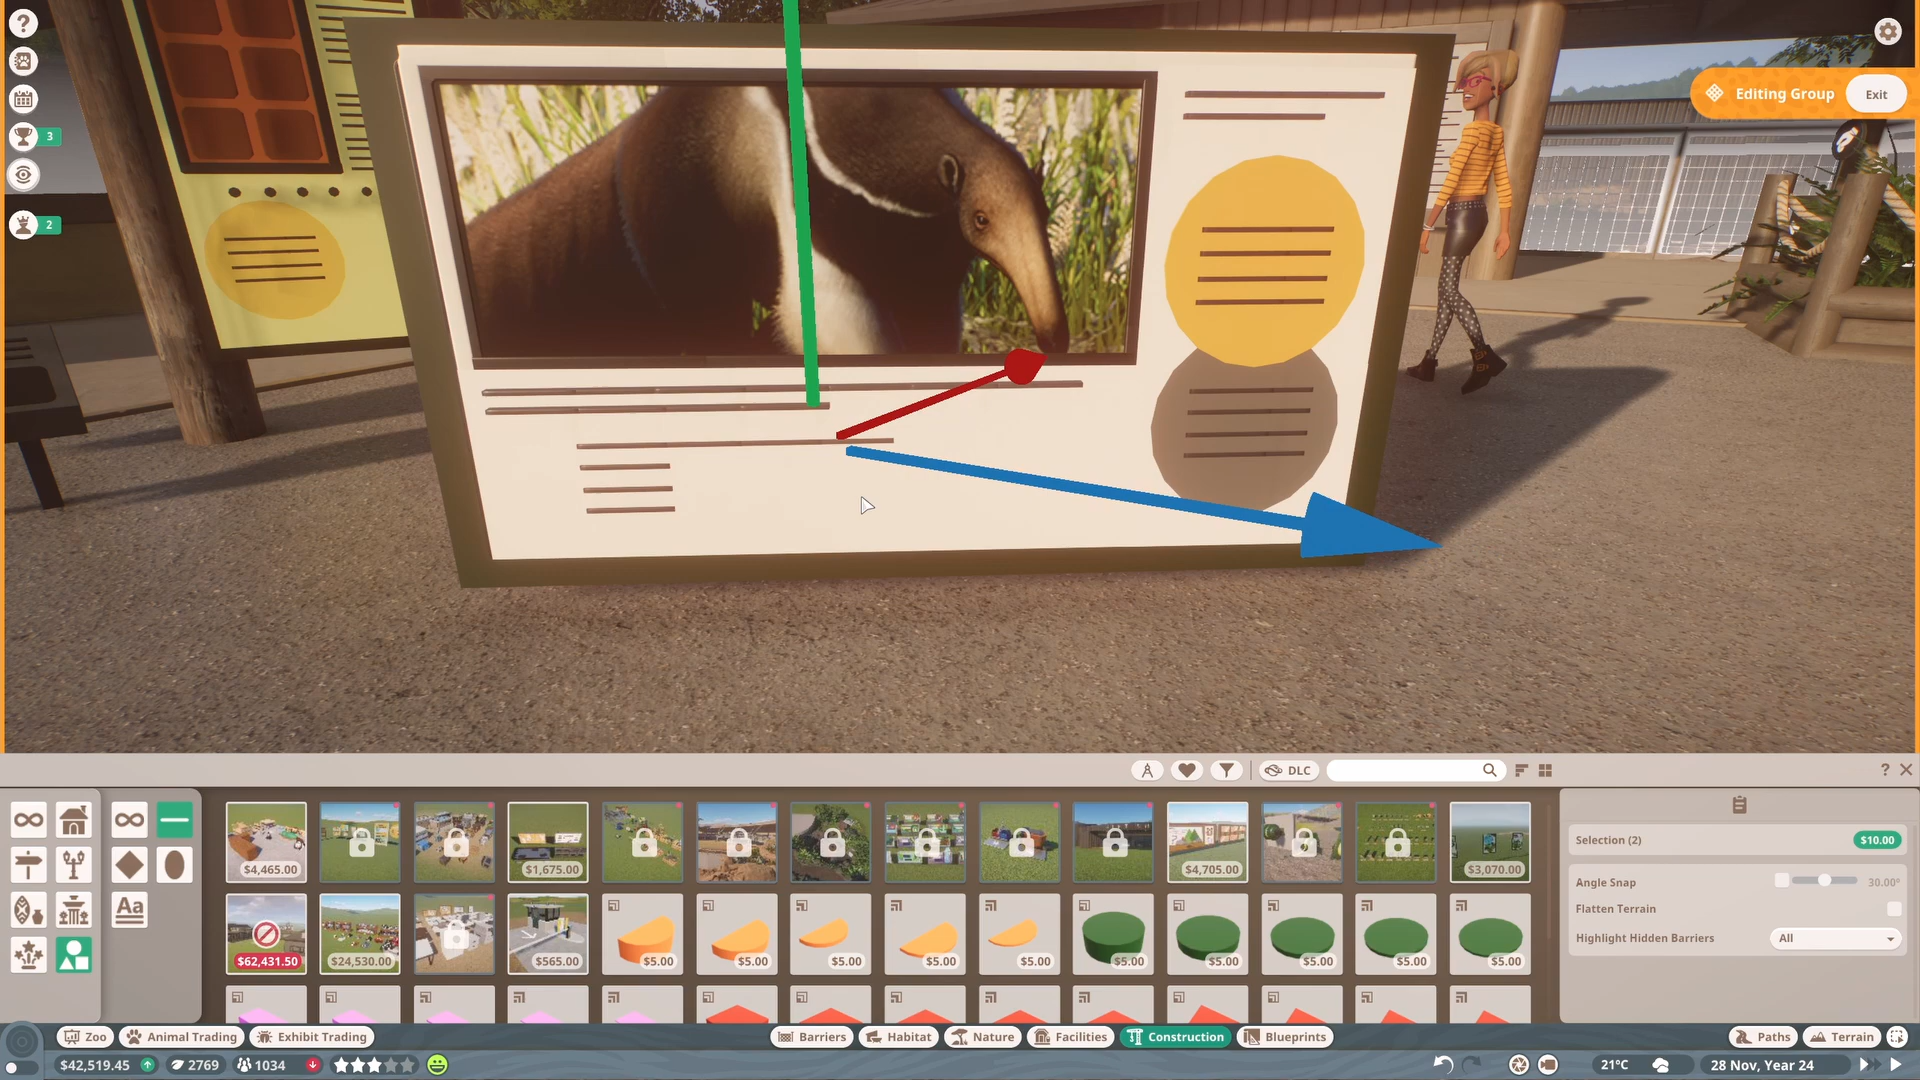 ?
3
2
Editing Group
Exit
DLC
?
$4,465.00
$1,675.00
$4,705.00
$3,070.00
$62,431.50
$24,530.00
$565.00
$5.00
$5.00
$5.00
$5.00
$5.00
$5.00
$5.00
$5.00
$5.00
$5.00
Aa
Selection (2)
$10.00
Angle Snap
30.00°
Flatten Terrain
Highlight Hidden Barriers
All
Zoo
Animal Trading
Exhibit Trading
Barriers
Habitat
Nature
Facilities
Construction
Blueprints
Paths
Terrain
$42,519.45
2769
1034
21°C
28 Nov, Year 24